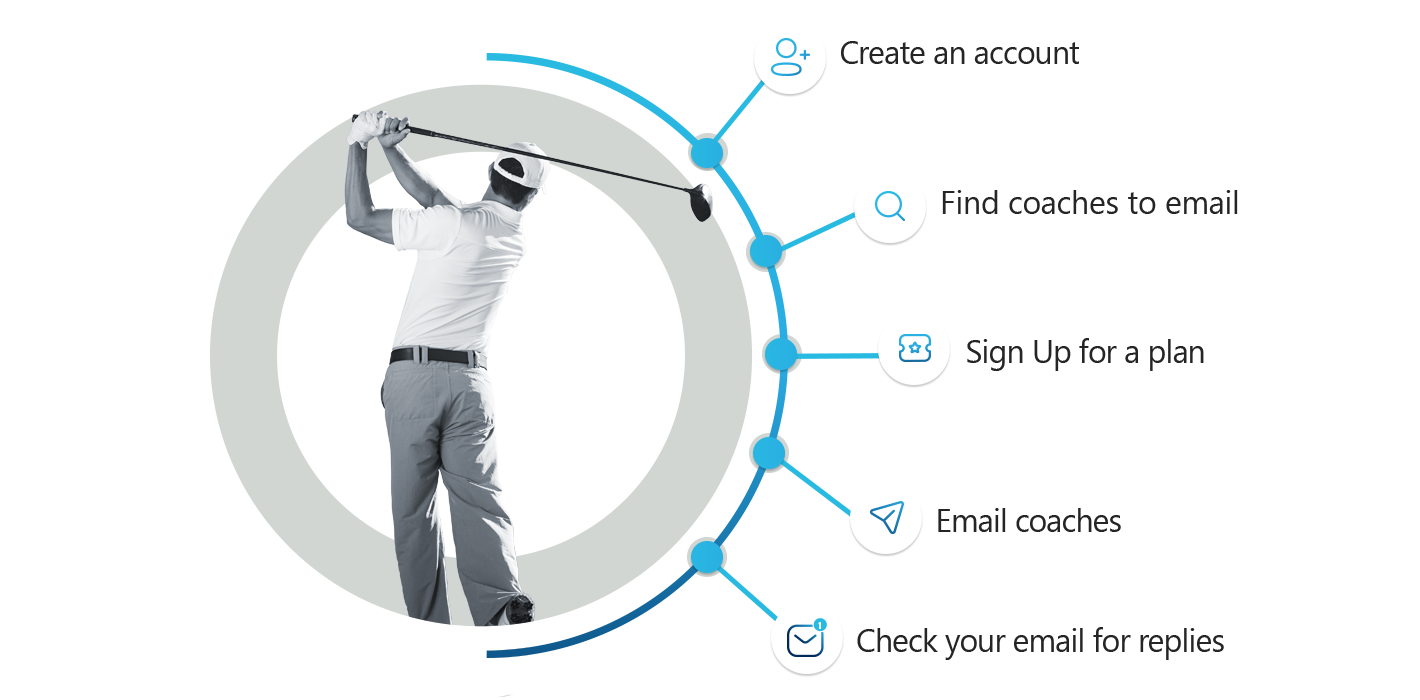 Create an account
Find coaches to email
Sign Up for a plan
Email coaches
1
Check your email for replies